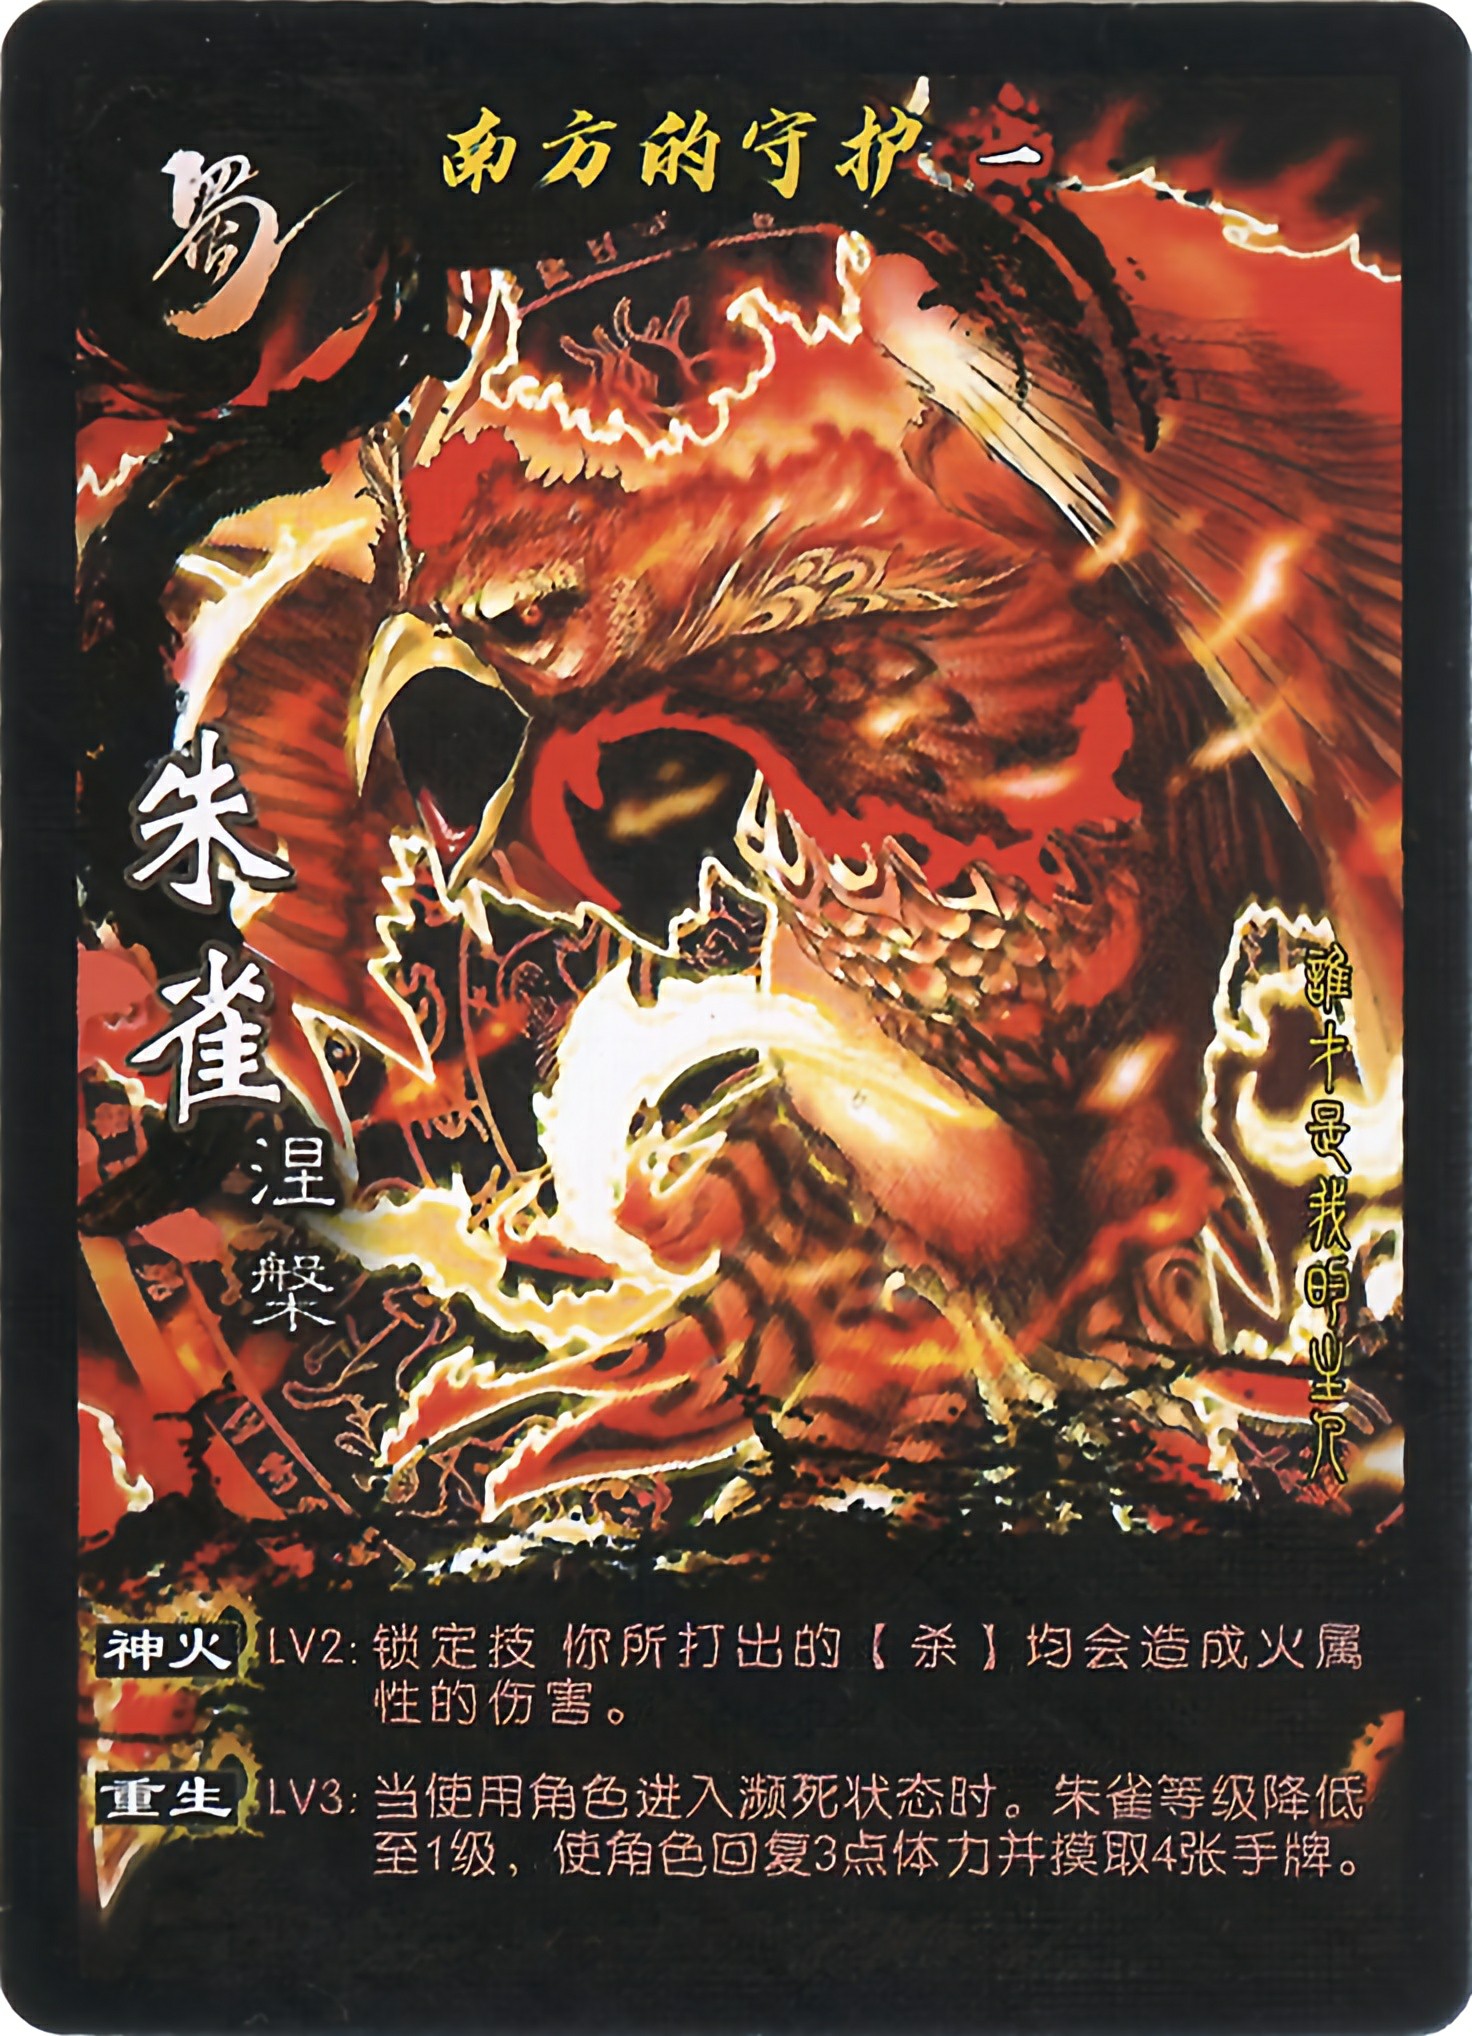 南方的守护 一
蜀
朱雀
涅槃
誰才是我的主人
神火 LV2: 锁定技 你所打出的【杀】均会造成火属
性的伤害。
重生 LV3: 当使用角色进入濒死状态时。朱雀等级降低
至1级，使角色回复3点体力并摸取4张手牌。